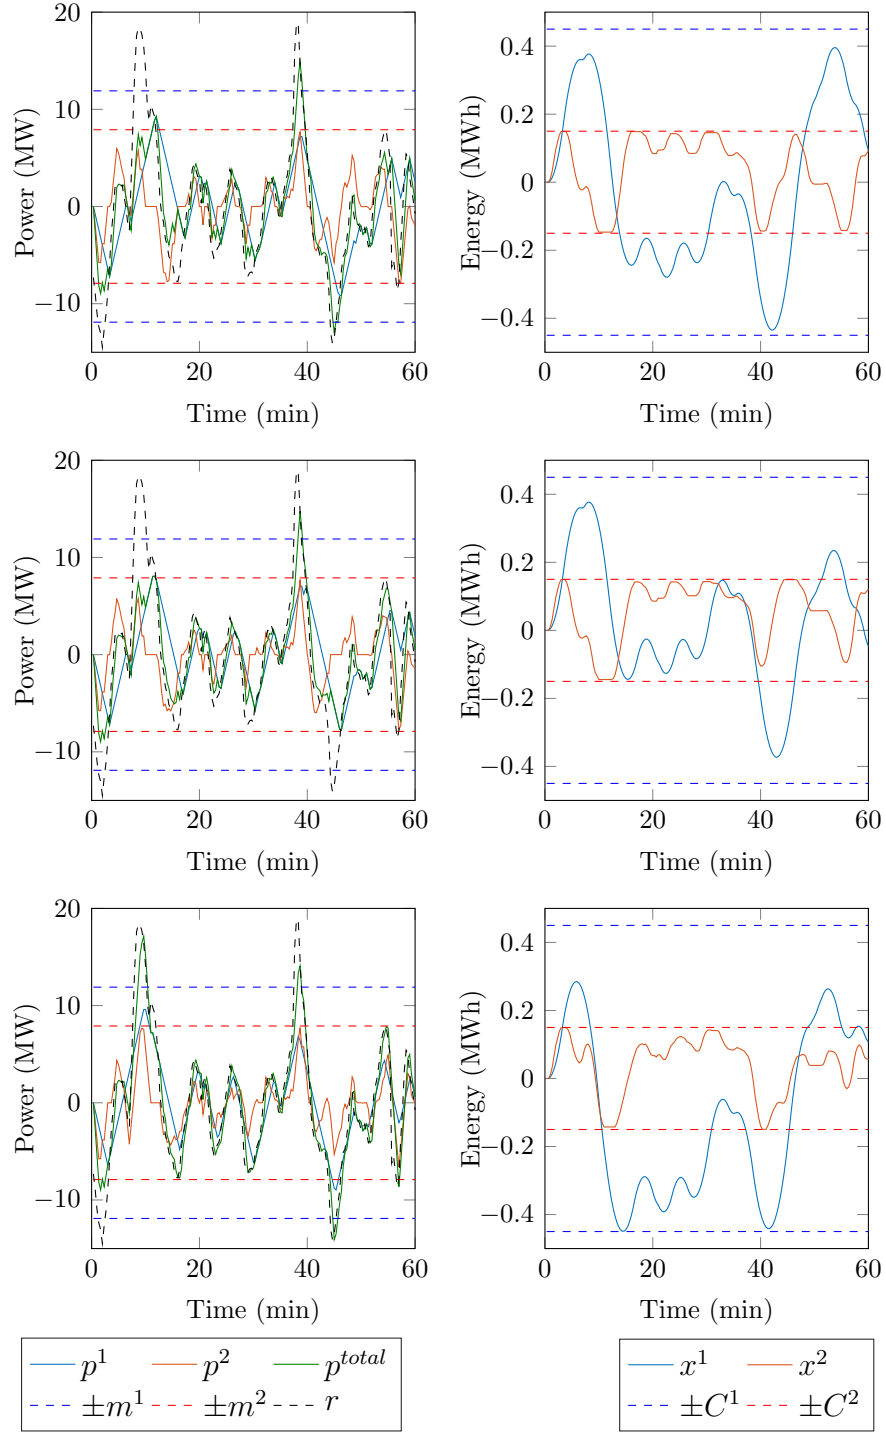 20
10
0
−10
Power (MW)
0 20 40 60
Time (min)
0.4
0.2
0
−0.2
−0.4
Energy (MWh)
0 20 40 60
Time (min)
20
10
0
−10
Power (MW)
0 20 40 60
Time (min)
0.4
0.2
0
−0.2
−0.4
Energy (MWh)
0 20 40 60
Time (min)
20
10
0
−10
Power (MW)
0 20 40 60
Time (min)
0.4
0.2
0
−0.2
−0.4
Energy (MWh)
0 20 40 60
Time (min)
p¹ p² p^total
±m¹ ±m² r
x¹ x²
±C¹ ±C²